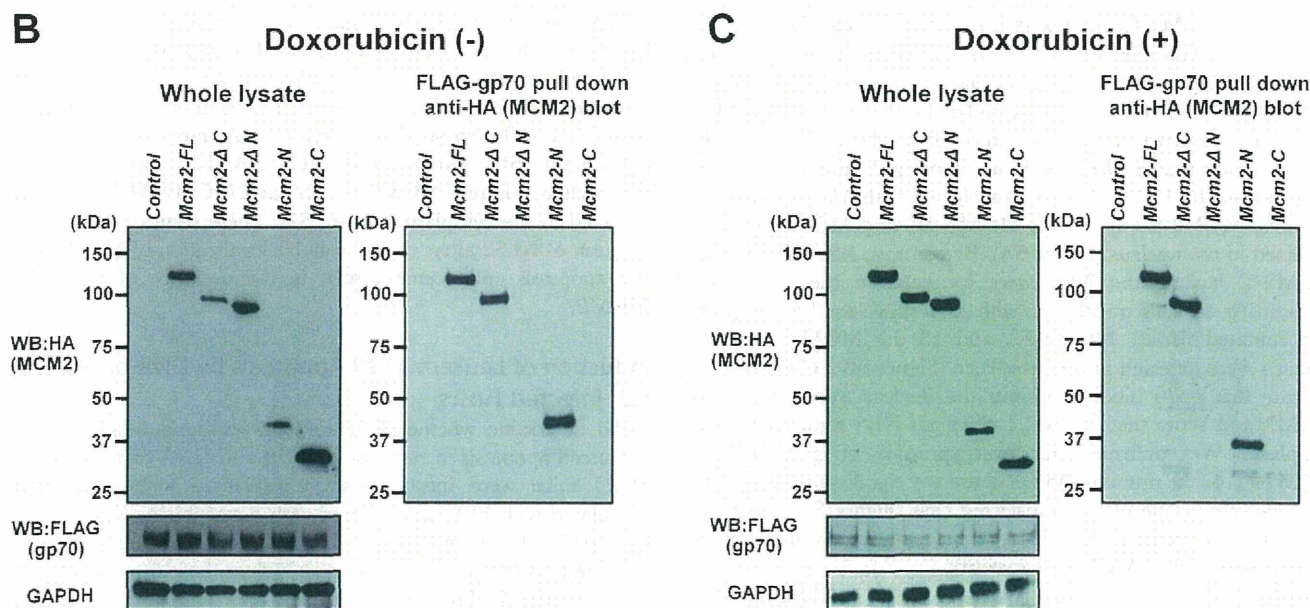 B
Doxorubicin (-)
Whole lysate
FLAG-gp70 pull down
anti-HA (MCM2) blot
Control
Mcm2-FL
Mcm2-Δ C
Mcm2-Δ N
Mcm2-N
Mcm2-C
Control
Mcm2-FL
Mcm2-Δ C
Mcm2-Δ N
Mcm2-N
Mcm2-C
(kDa)
150
100
75
50
37
25
(kDa)
150
100
75
50
37
25
WB:HA
(MCM2)
WB:FLAG
(gp70)
GAPDH
C
Doxorubicin (+)
Whole lysate
FLAG-gp70 pull down
anti-HA (MCM2) blot
Control
Mcm2-FL
Mcm2-Δ C
Mcm2-Δ N
Mcm2-N
Mcm2-C
Control
Mcm2-FL
Mcm2-Δ C
Mcm2-Δ N
Mcm2-N
Mcm2-C
(kDa)
150
100
75
50
37
25
(kDa)
150
100
75
50
37
25
WB:HA
(MCM2)
WB:FLAG
(gp70)
GAPDH